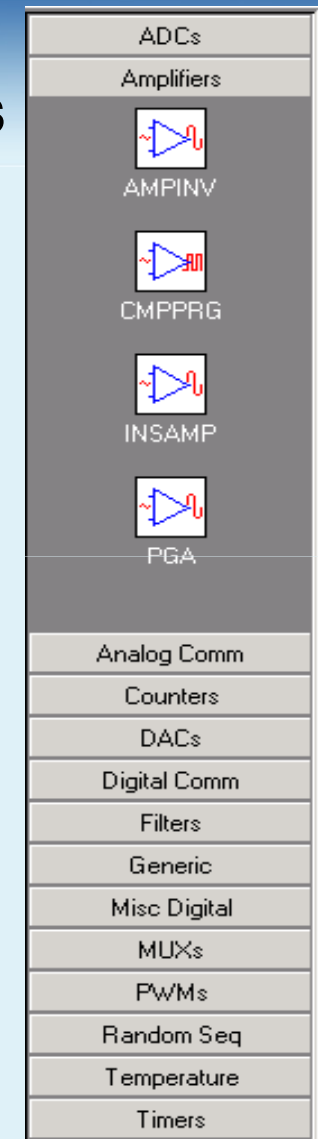 s
ADCs
Amplifiers
AMPINV
CMPPRG
INSAMP
PGA
Analog Comm
Counters
DACs
Digital Comm
Filters
Generic
Misc Digital
MUXs
PWMs
Random Seq
Temperature
Timers